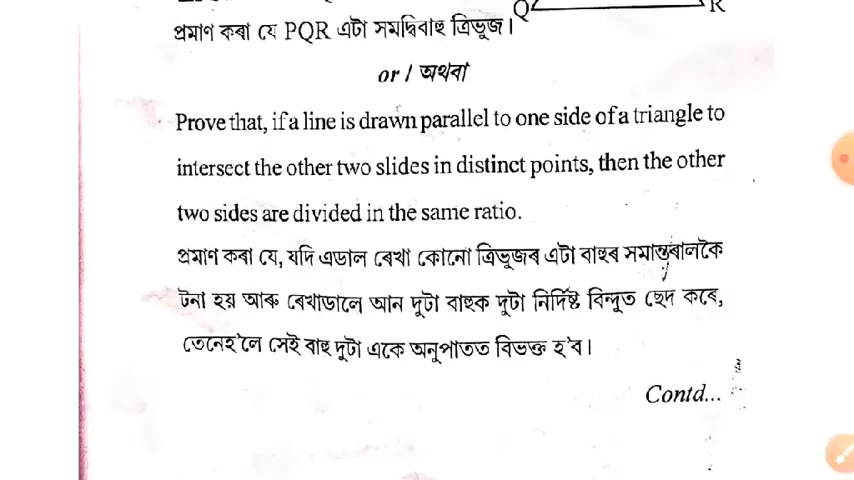 Q R
প্ৰমাণ কৰা যে PQR এটা সমদ্বিবাহু ত্ৰিভূজ।
or / অথবা
Prove that, if a line is drawn parallel to one side of a triangle to
intersect the other two slides in distinct points, then the other
two sides are divided in the same ratio.
প্ৰমাণ কৰা যে, যদি এডাল ৰেখা কোনো ত্ৰিভূজৰ এটা বাহুৰ সমান্তৰালকৈ
টনা হয় আৰু ৰেখাডালে আন দুটা বাহুক দুটা নিৰ্দিষ্ট বিন্দুত ছেদ কৰে,
তেনেহ'লে সেই বাহু দুটা একে অনুপাতত বিভক্ত হ'ব।
Contd...